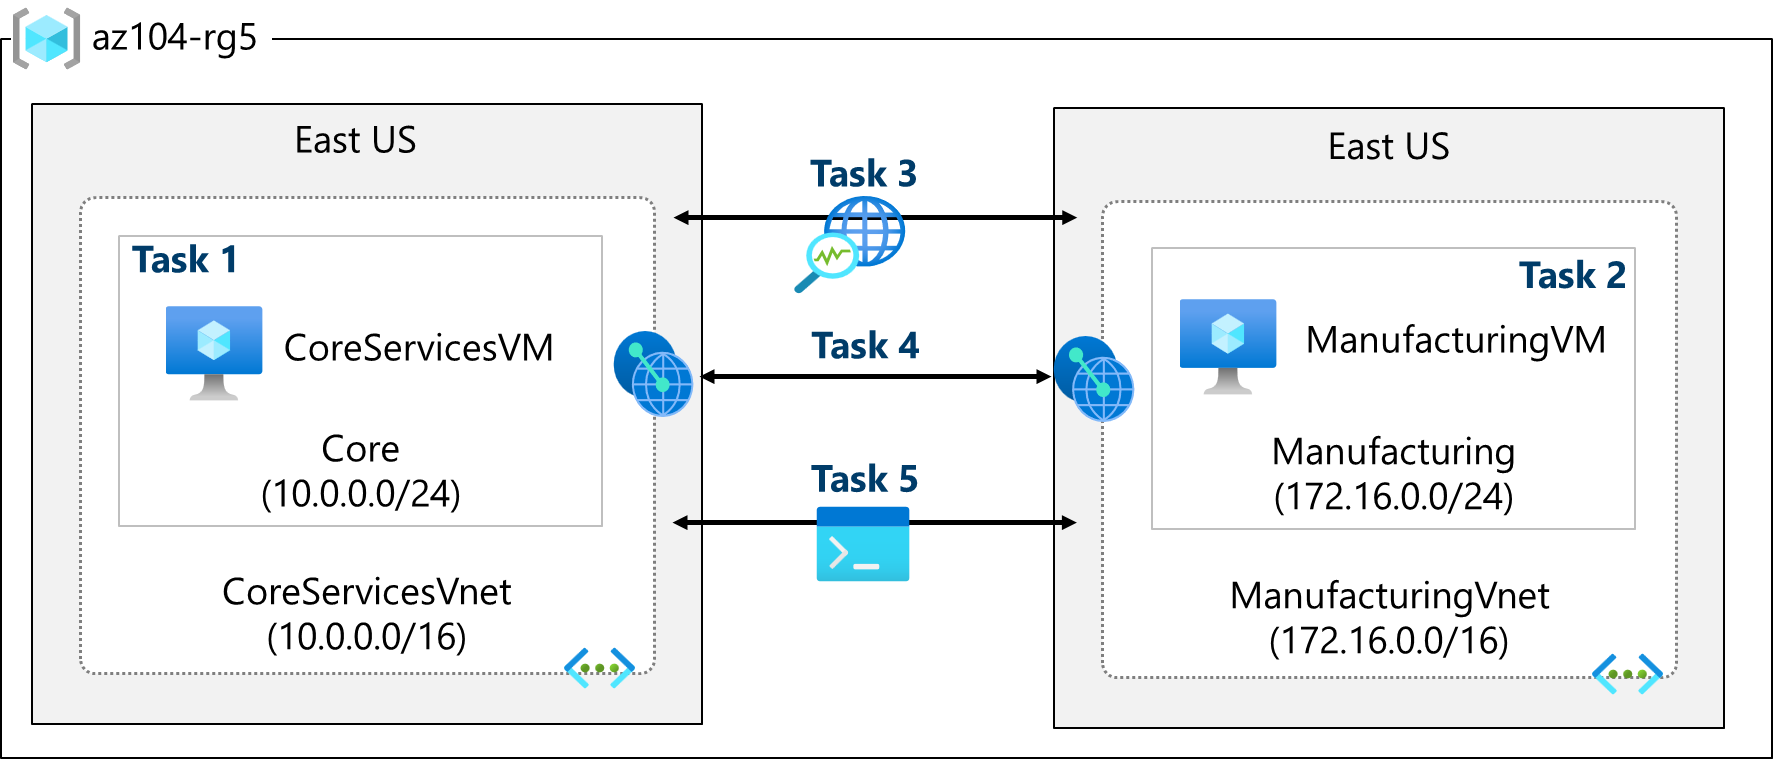 az104-rg5
East US
Task 1
CoreServicesVM
Core
(10.0.0.0/24)
CoreServicesVnet
(10.0.0.0/16)
Task 3
Task 4
Task 5
East US
Task 2
ManufacturingVM
Manufacturing
(172.16.0.0/24)
ManufacturingVnet
(172.16.0.0/16)